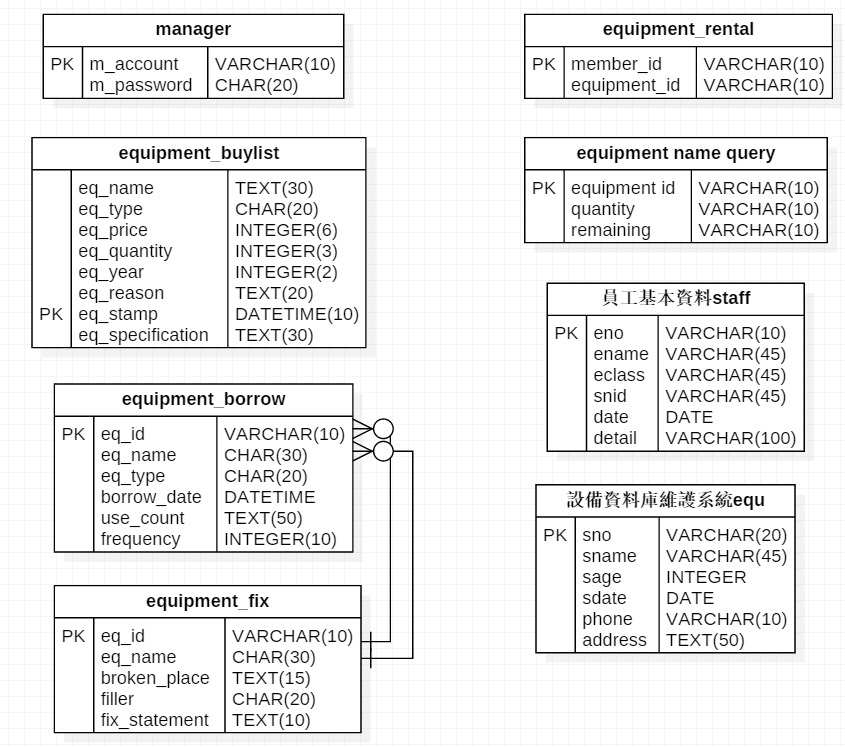 manager
PK m_account VARCHAR(10)
m_password CHAR(20)
equipment_buylist
eq_name TEXT(30)
eq_type CHAR(20)
eq_price INTEGER(6)
eq_quantity INTEGER(3)
eq_year INTEGER(2)
eq_reason TEXT(20)
PK eq_stamp DATETIME(10)
eq_specification TEXT(30)
equipment_borrow
PK eq_id VARCHAR(10)
eq_name CHAR(30)
eq_type CHAR(20)
borrow_date DATETIME
use_count TEXT(50)
frequency INTEGER(10)
equipment_fix
PK eq_id VARCHAR(10)
eq_name CHAR(30)
broken_place TEXT(15)
filler CHAR(20)
fix_statement TEXT(10)
equipment_rental
PK member_id VARCHAR(10)
equipment_id VARCHAR(10)
equipment name query
PK equipment id VARCHAR(10)
quantity VARCHAR(10)
remaining VARCHAR(10)
員工基本資料staff
PK eno VARCHAR(10)
ename VARCHAR(45)
eclass VARCHAR(45)
snid VARCHAR(45)
date DATE
detail VARCHAR(100)
設備資料庫維護系統equ
PK sno VARCHAR(20)
sname VARCHAR(45)
sage INTEGER
sdate DATE
phone VARCHAR(10)
address TEXT(50)